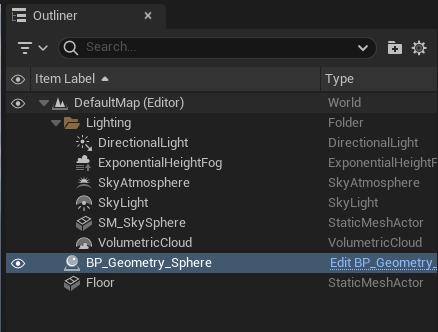 Outliner
Search...
Item Label Type
DefaultMap (Editor) World
Lighting Folder
DirectionalLight DirectionalLight
ExponentialHeightFog ExponentialHeightF
SkyAtmosphere SkyAtmosphere
SkyLight SkyLight
SM_SkySphere StaticMeshActor
VolumetricCloud VolumetricCloud
BP_Geometry_Sphere Edit BP_Geometry_
Floor StaticMeshActor